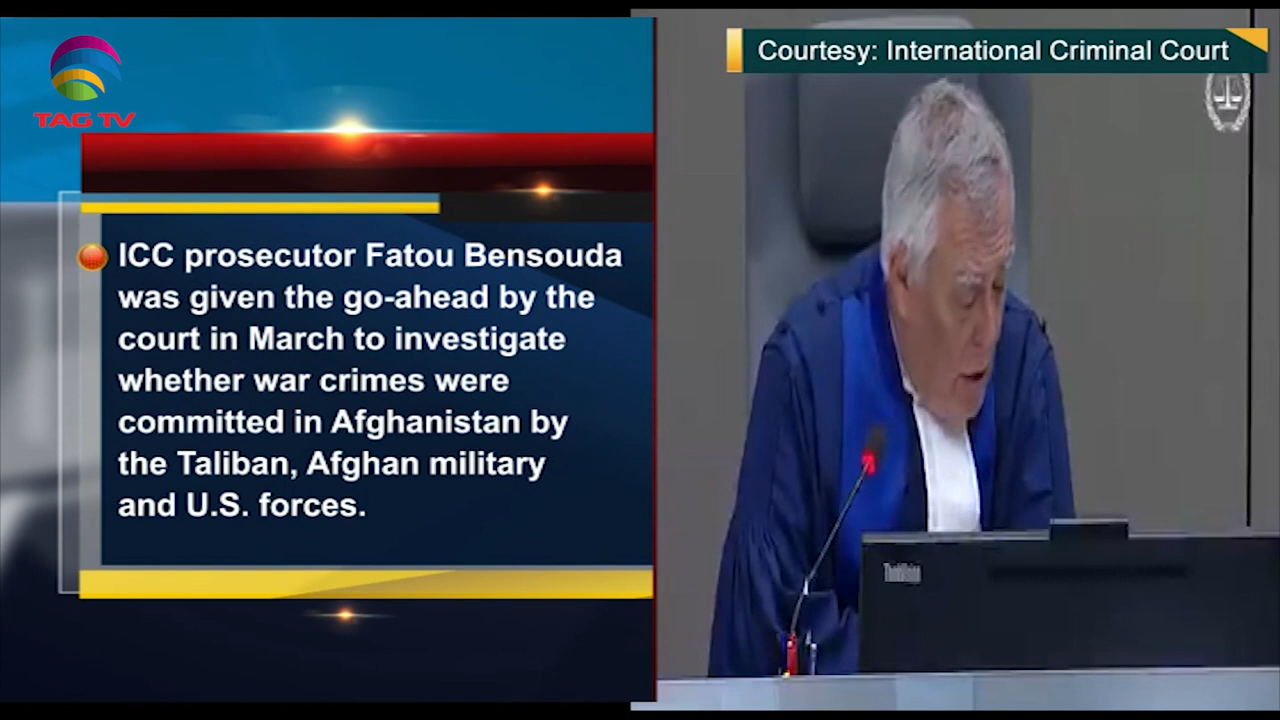 TAG TV
Courtesy: International Criminal Court
ICC prosecutor Fatou Bensouda
was given the go-ahead by the
court in March to investigate
whether war crimes were
committed in Afghanistan by
the Taliban, Afghan military
and U.S. forces.
ThinkVision